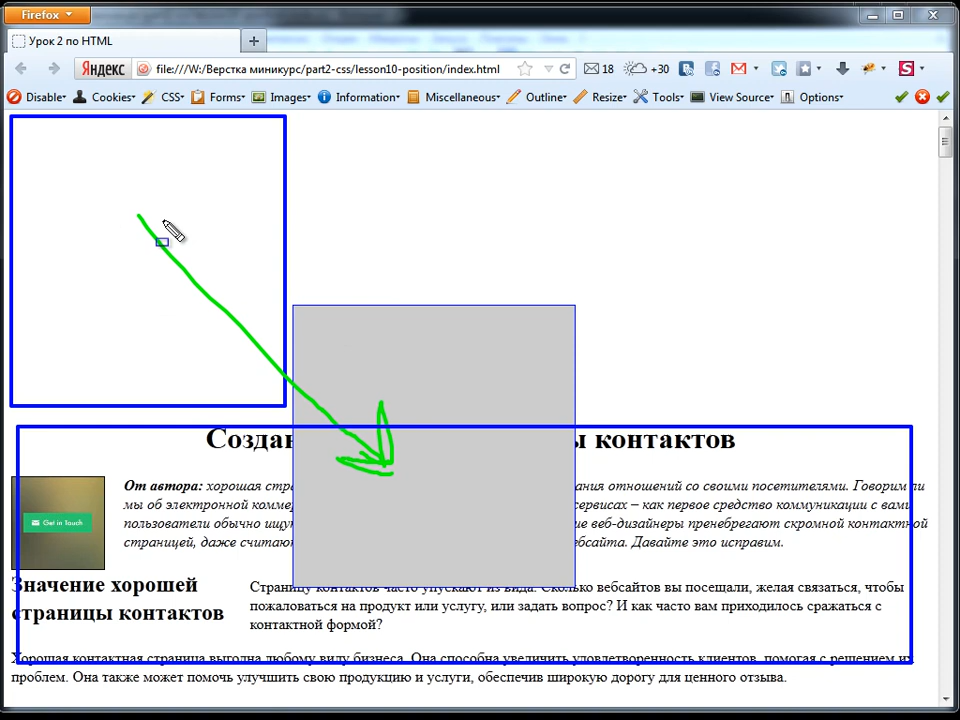 Firefox
Урок 2 по HTML
Яндекс file:///W:/Верстка миникурс/part2-css/lesson10-position/index.html 18 +30
Disable Cookies CSS Forms Images Information Miscellaneous Outline Resize Tools View Source Options
Создан ы контактов
От автора: хорошая стра ания отношений со своими посетителями. Говорим ли
мы об электронной коммер сервисах – как первое средство коммуникации с вами
пользователи обычно ищу ие веб-дизайнеры пренебрегают скромной контактной
страницей, даже считают ебсайта. Давайте это исправим.
Get in Touch
Значение хорошей
страницы контактов
Страницу контактов часто упускают из вида. Сколько вебсайтов вы посещали, желая связаться, чтобы
пожаловаться на продукт или услугу, или задать вопрос? И как часто вам приходилось сражаться с
контактной формой?
Хорошая контактная страница выгодна любому виду бизнеса. Она способна увеличить удовлетворенность клиентов, помогая с решением их
проблем. Она также может помочь улучшить свою продукцию и услуги, обеспечив широкую дорогу для ценного отзыва.